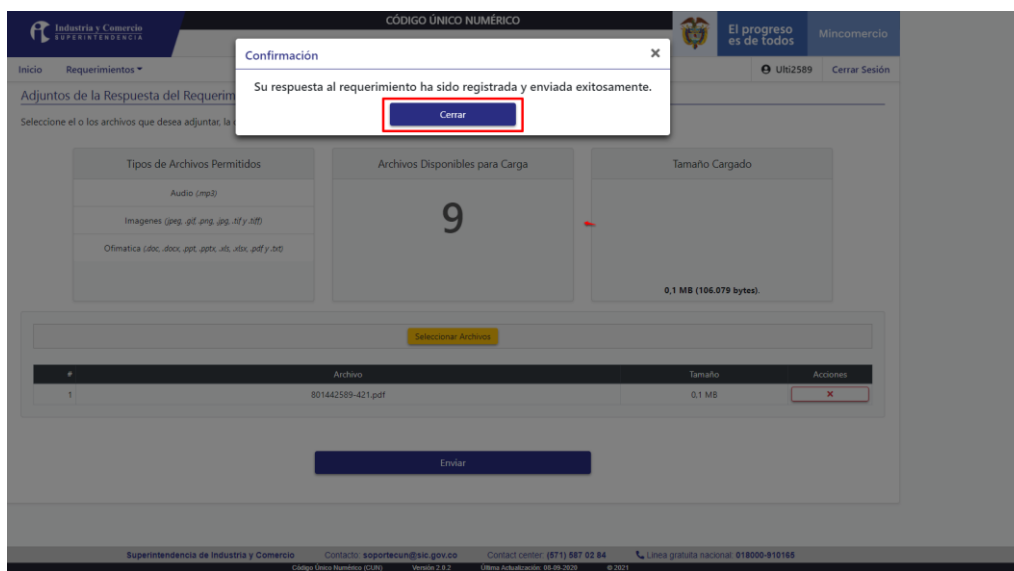 CÓDIGO ÚNICO NUMÉRICO
Industria y Comercio
SUPERINTENDENCIA
El progreso
es de todos
Mincomercio
Inicio
Requerimientos
Ulti2589
Cerrar Sesión
Confirmación
×
Su respuesta al requerimiento ha sido registrada y enviada exitosamente.
Cerrar
Adjuntos de la Respuesta del Requerim
Seleccione el o los archivos que desea adjuntar, la
Tipos de Archivos Permitidos
Audio (.mp3)
Imagenes (jpeg, .gif, .png, .jpg, .tif y .tiff)
Ofimatica (.doc, .docx, .ppt, .pptx, .xls, .xlsx, .pdf y .txt)
Archivos Disponibles para Carga
9
Tamaño Cargado
0,1 MB (106.079 bytes).
Seleccionar Archivos
# Archivo Tamaño Acciones
1 801442589-421.pdf 0,1 MB ×
Enviar
Superintendencia de Industria y Comercio Contacto: soportecun@sic.gov.co Contact center: (571) 587 02 84 Linea gratuita nacional: 018000-910165
Código Único Numérico (CUN) Versión 2.0.2 Última Actualización: 08-09-2020 © 2021